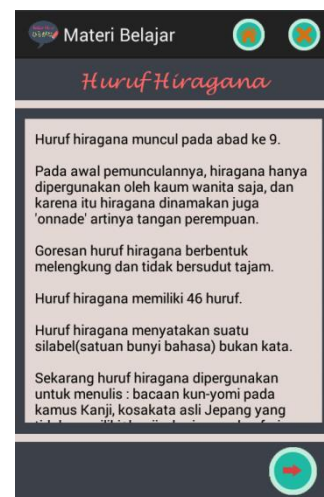 Materi Belajar
Huruf Hiragana
Huruf hiragana muncul pada abad ke 9.
Pada awal pemunculannya, hiragana hanya
dipergunakan oleh kaum wanita saja, dan
karena itu hiragana dinamakan juga
'onnade' artinya tangan perempuan.
Goresan huruf hiragana berbentuk
melengkung dan tidak bersudut tajam.
Huruf hiragana memiliki 46 huruf.
Huruf hiragana menyatakan suatu
silabel(satuan bunyi bahasa) bukan kata.
Sekarang huruf hiragana dipergunakan
untuk menulis : bacaan kun-yomi pada
kamus Kanji, kosakata asli Jepang yang